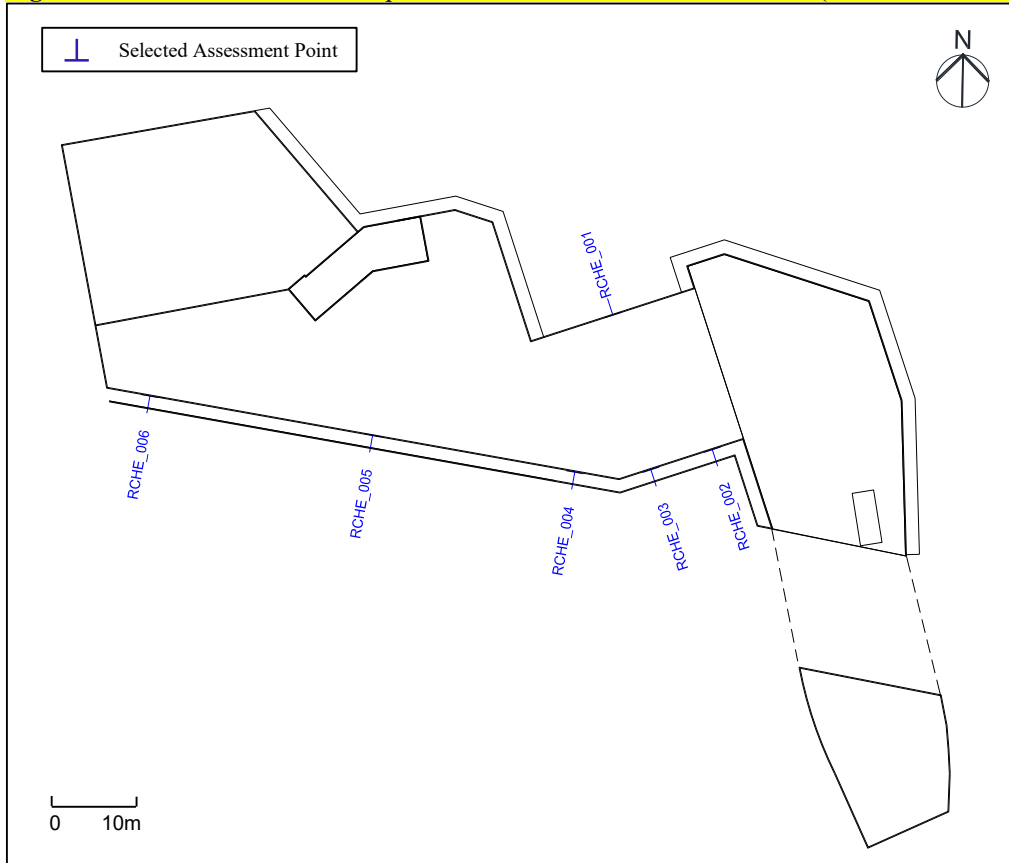 Selected Assessment Point
N
RCHE_001
RCHE_006
RCHE_005
RCHE_004
RCHE_003
RCHE_002
0 10m